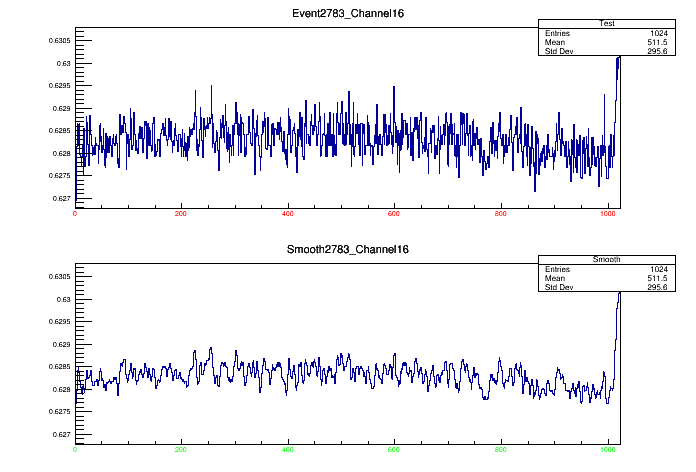 Event2783_Channel16
Test
Entries 1024
Mean 511.5
Std Dev 295.6
0.6305
0.63
0.6295
0.629
0.6285
0.628
0.6275
0.627
0 200 400 600 800 1000
Smooth2783_Channel16
Smooth
Entries 1024
Mean 511.5
Std Dev 295.6
0.6305
0.63
0.6295
0.629
0.6285
0.628
0.6275
0.627
0 200 400 600 800 1000